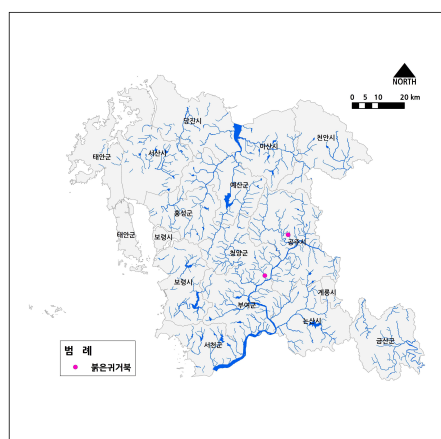 NORTH
0 5 10 20 km
당진시
천안시
아산시
서산시
태안군
예산군
홍성군
태안군
보령시
공주시
청양군
보령시
계룡시
부여군
논산시
금산군
서천군
범 례
붉은귀거북